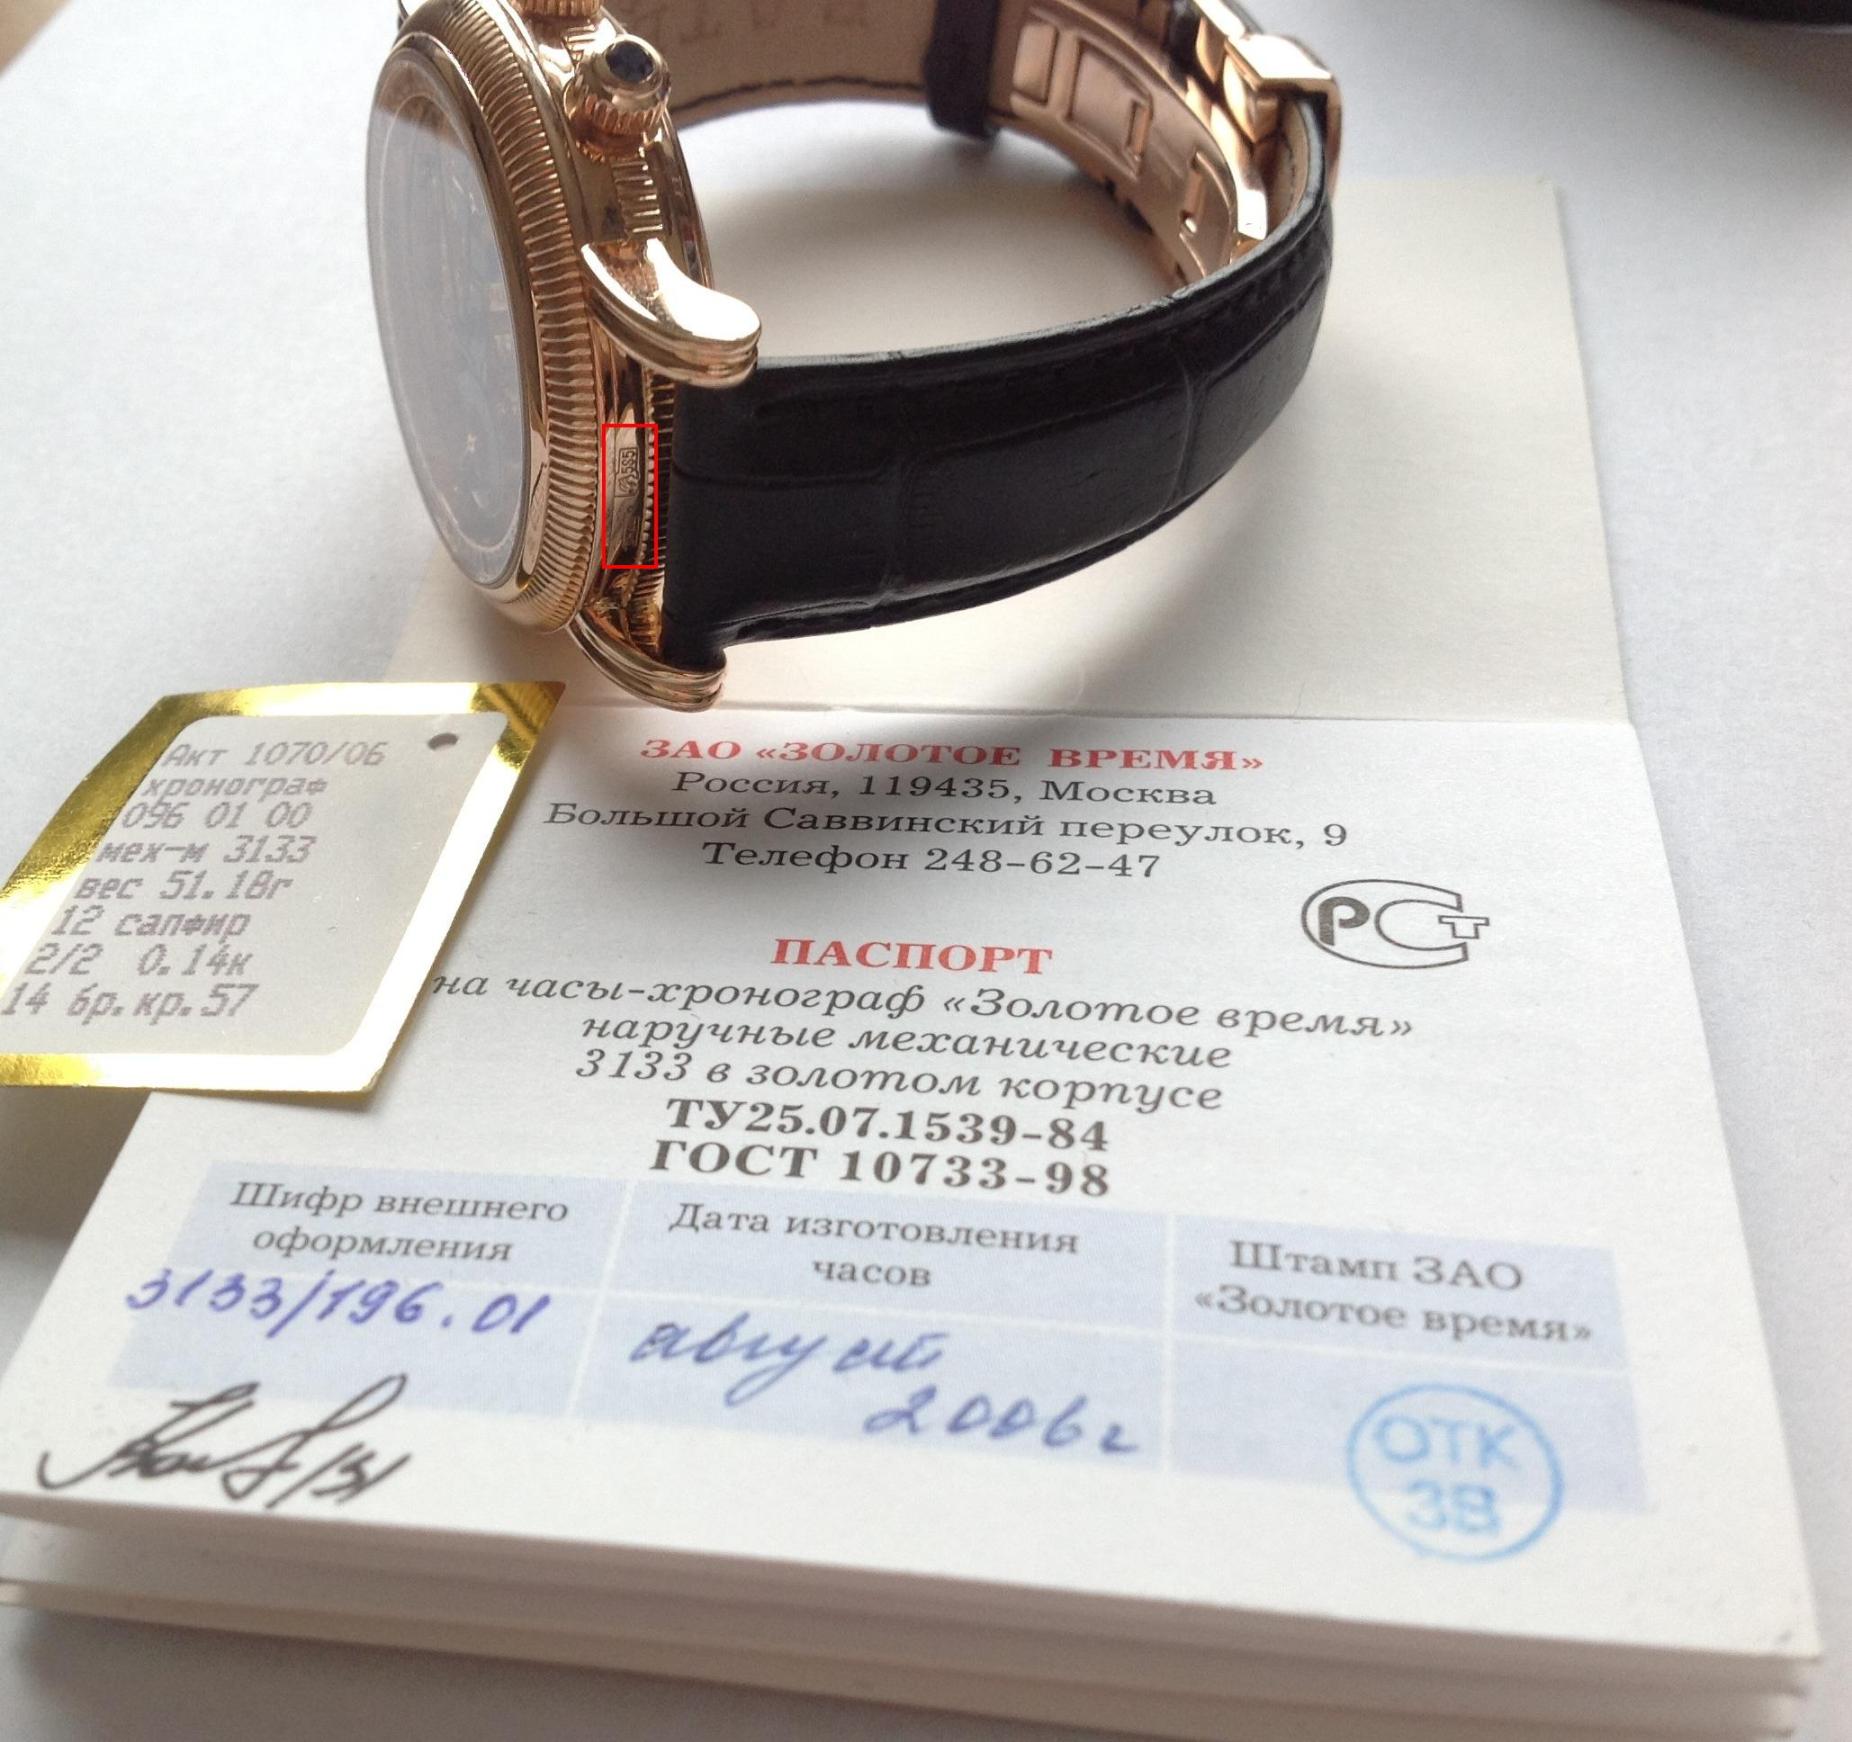 585
Акт 1070/06
хронограф
096 01 00
мех-м 3133
вес 51.18г
12 сапфир
2/2 0.14к
14 бр.кр.57
ЗАО «ЗОЛОТОЕ ВРЕМЯ»
Россия, 119435, Москва
Большой Саввинский переулок, 9
Телефон 248-62-47
РСТ
ПАСПОРТ
на часы-хронограф «Золотое время»
наручные механические
3133 в золотом корпусе
ТУ25.07.1539-84
ГОСТ 10733-98
Шифр внешнего
оформления
3133/196.01
Дата изготовления
часов
август
2006г
Штамп ЗАО
«Золотое время»
ОТК
ЗВ